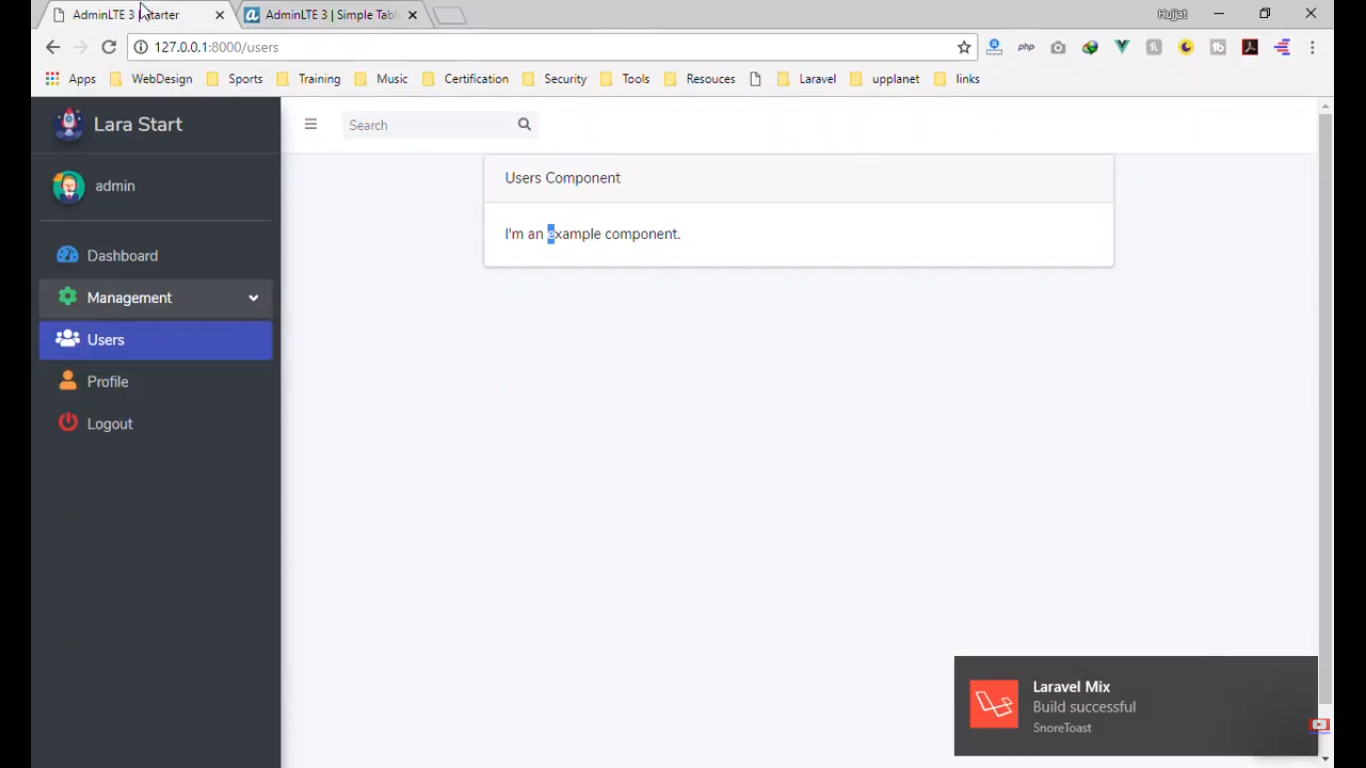 AdminLTE 3 | Starter
AdminLTE 3 | Simple Tab
Hujjat
127.0.0.1:8000/users
php
Apps
WebDesign
Sports
Training
Music
Certification
Security
Tools
Resouces
Laravel
upplanet
links
Lara Start
Search
admin
Users Component
I'm an example component.
Dashboard
Management
Users
Profile
Logout
Laravel Mix
Build successful
SnoreToast